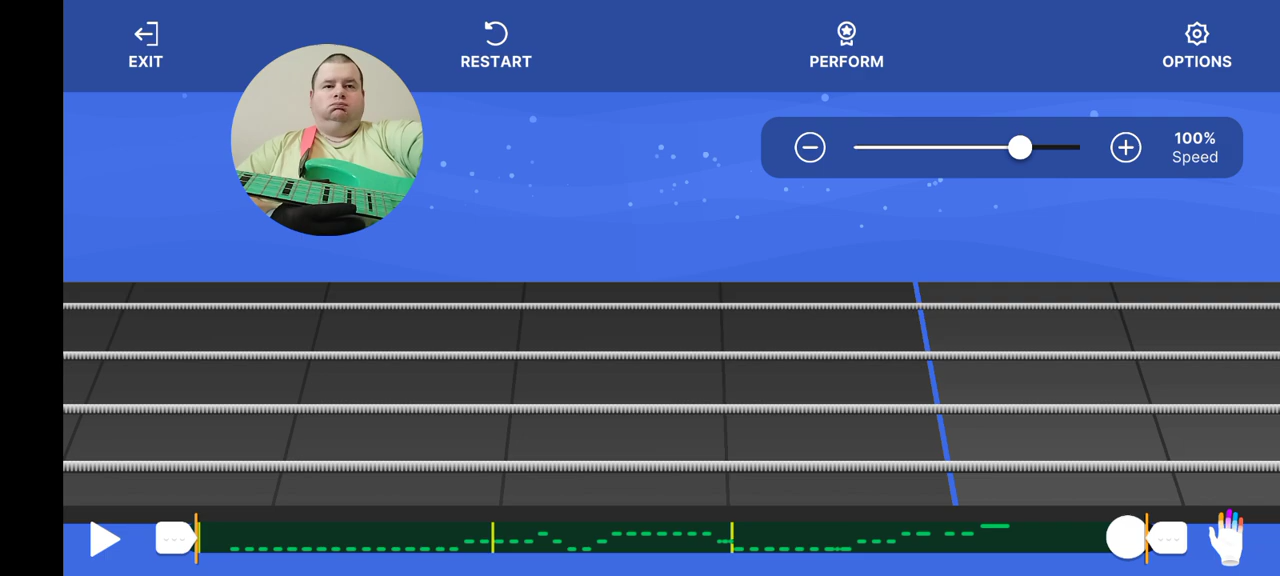 EXIT
RESTART
PERFORM
OPTIONS
100%
Speed